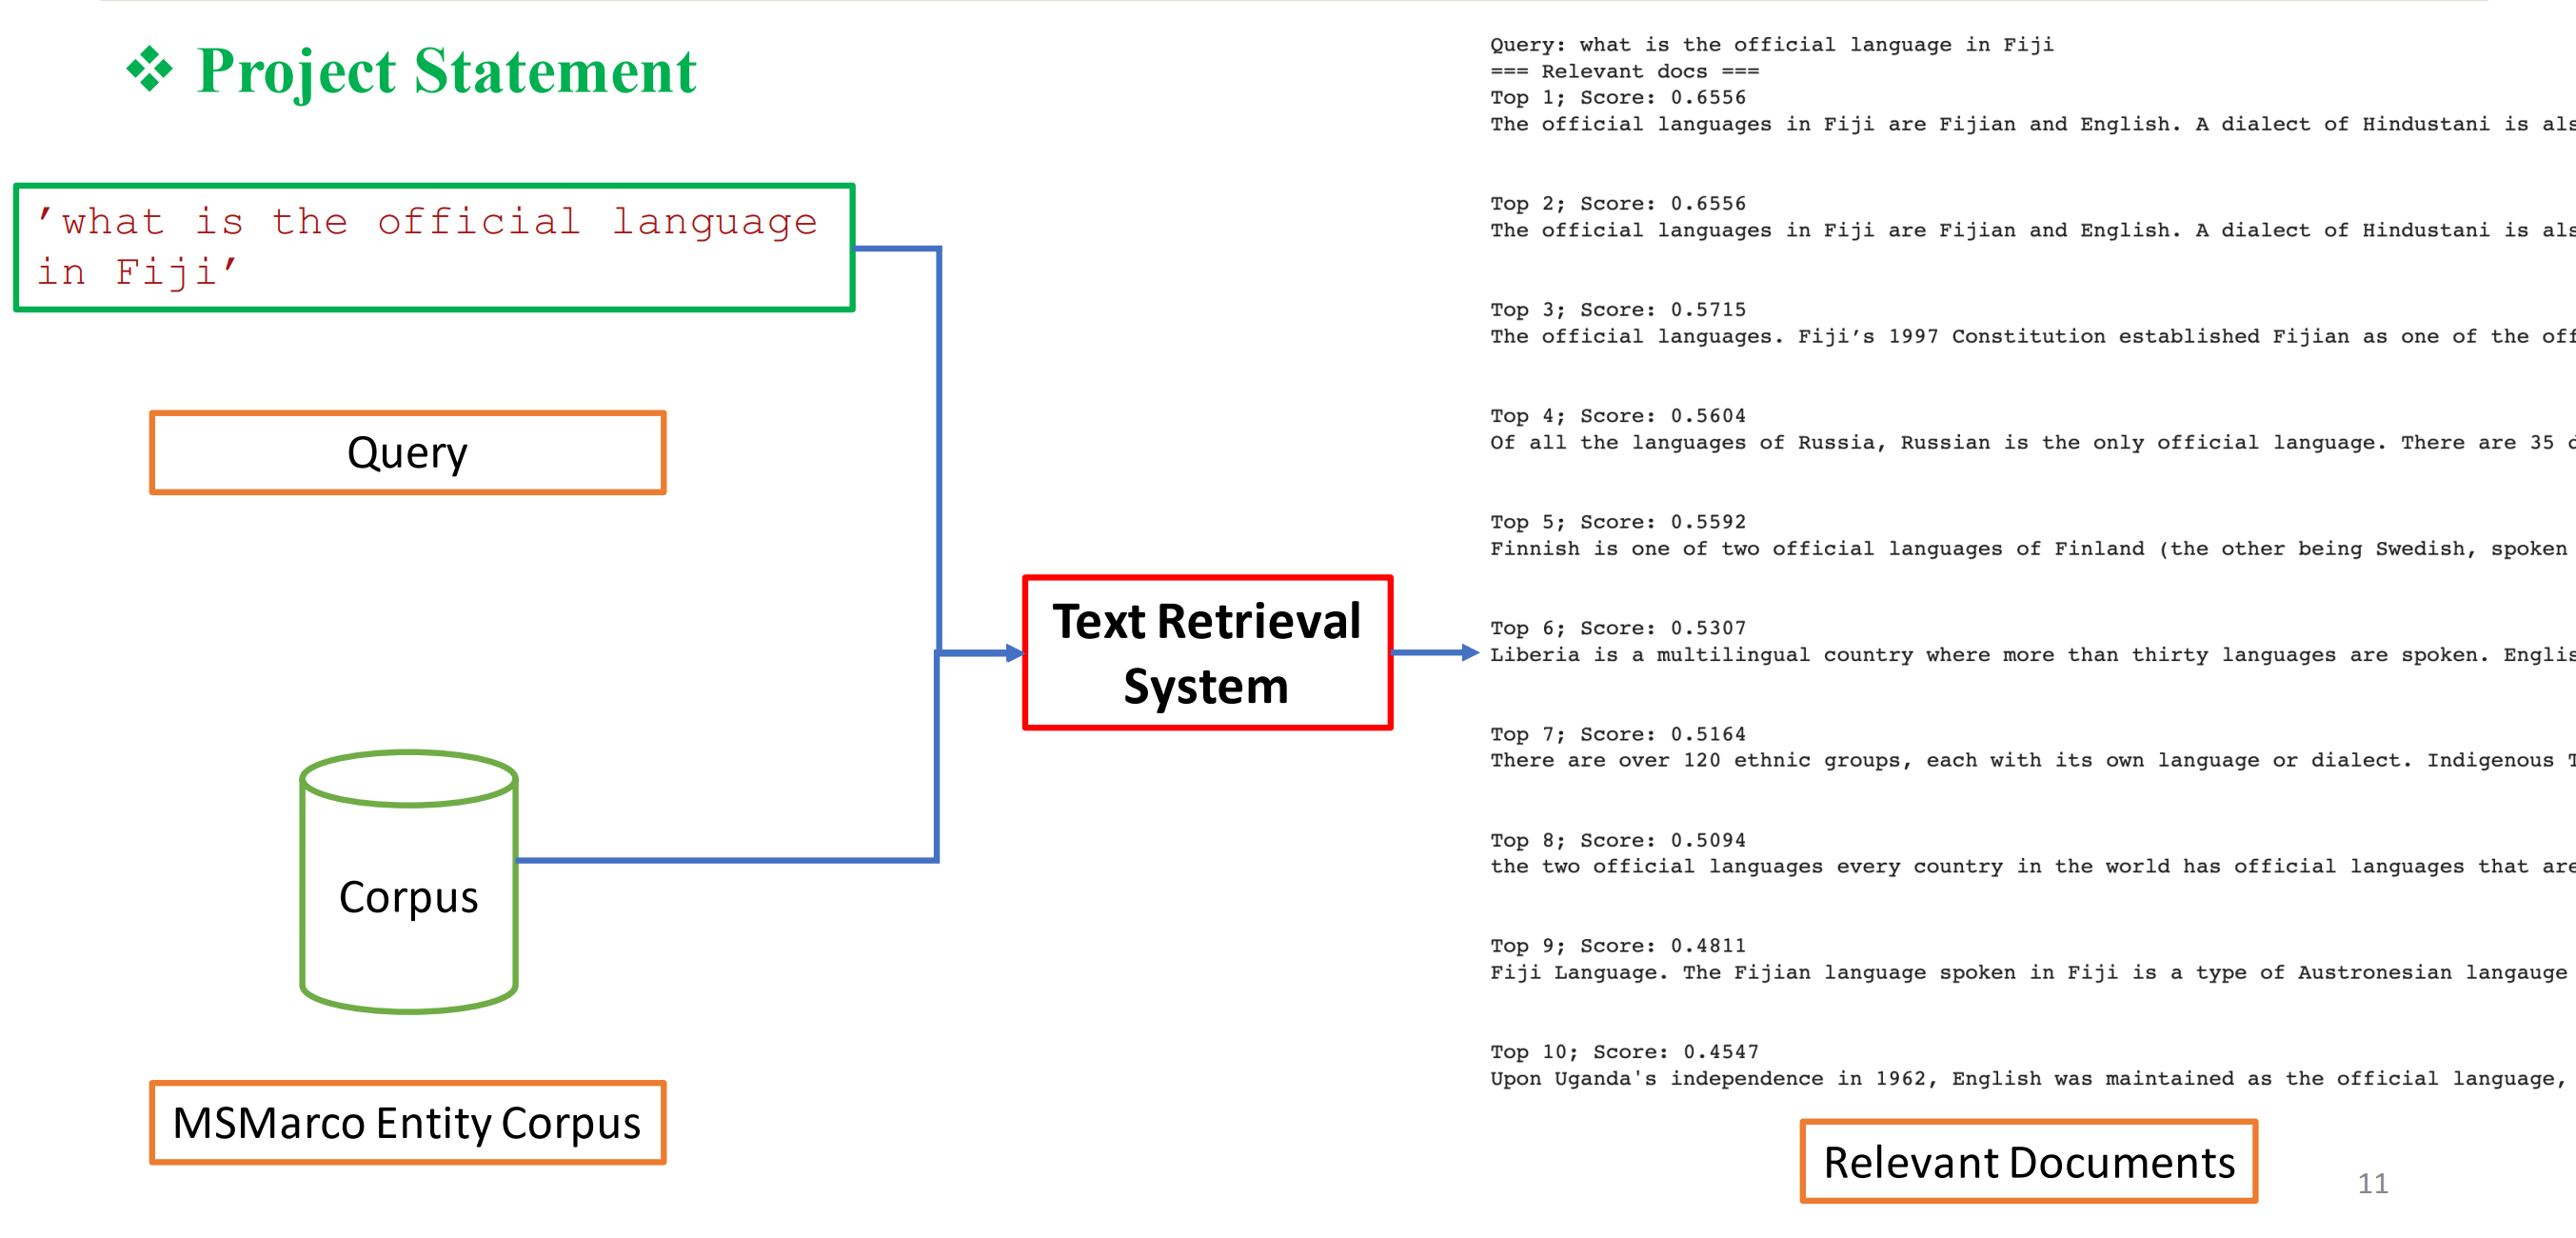 Project Statement
’what is the official language
in Fiji’
Query
Corpus
MSMarco Entity Corpus
Text Retrieval
System
Query: what is the official language in Fiji
=== Relevant docs ===
Top 1; Score: 0.6556
The official languages in Fiji are Fijian and English. A dialect of Hindustani is
Top 2; Score: 0.6556
The official languages in Fiji are Fijian and English. A dialect of Hindustani is
Top 3; Score: 0.5715
The official languages. Fiji’s 1997 Constitution established Fijian as one of the
Top 4; Score: 0.5604
Of all the languages of Russia, Russian is the only official language. There are 35
Top 5; Score: 0.5592
Finnish is one of two official languages of Finland (the other being Swedish, spoken
Top 6; Score: 0.5307
Liberia is a multilingual country where more than thirty languages are spoken.
Top 7; Score: 0.5164
There are over 120 ethnic groups, each with its own language or dialect. Indigenous
Top 8; Score: 0.5094
the two official languages every country in the world has official languages that are
Top 9; Score: 0.4811
Fiji Language. The Fijian language spoken in Fiji is a type of Austronesian langauge
Top 10; Score: 0.4547
Upon Uganda's independence in 1962, English was maintained as the official language,
Relevant Documents
11